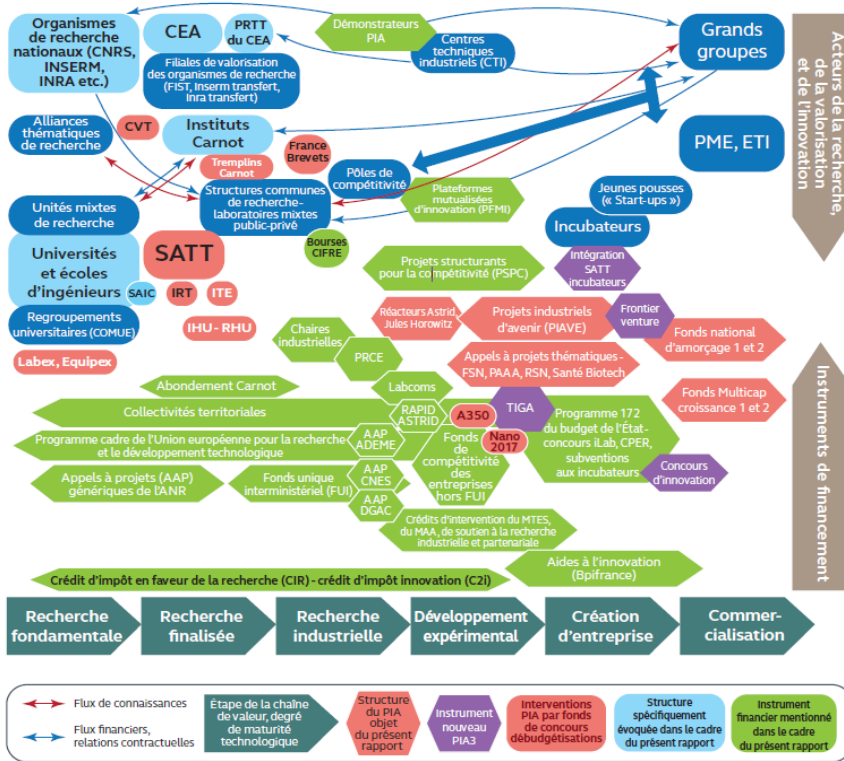 Organismes
de recherche
nationaux (CNRS,
INSERM,
INRA etc.)
CEA
PRTT
du CEA
Démonstrateurs
PIA
Centres
techniques
industriels (CTI)
Grands
groupes
Filiales de valorisation
des organismes de recherche
(FIST, Inserm transfert,
Inra transfert)
Alliances
thématiques
de recherche
CVT
Instituts
Carnot
Tremplins
Carnot
France
Brevets
Pôles de
compétitivité
PME, ETI
Structures communes
de recherche-
laboratoires mixtes
public-privé
Plateformes
mutualisées
d'innovation (PFMI)
Jeunes pousses
(« Start-ups »)
Incubateurs
Unités mixtes
de recherche
Universités
et écoles
d'ingénieurs
SATT
Bourses
CIFRE
SAIC
IRT
ITE
Regroupements
universitaires (COMUE)
IHU- RHU
Labex, Equipex
Projets structurants
pour la compétitivité (PSPC)
Intégration
SATT
incubateurs
Réacteurs Astrid,
Jules Horowitz
Projets industriels
d'avenir (PIAVE)
Frontier
venture
Fonds national
d'amorçage 1 et 2
Chaires
industrielles
PRCE
Appels à projets thématiques -
FSN, PAAA, RSN, Santé Biotech
Abondement Carnot
Labcoms
Fonds Multicap
croissance 1 et 2
Collectivités territoriales
RAPID
ASTRID
A350
TIGA
Programme 172
du budget de l'État-
concours iLab, CPER,
subventions
aux incubateurs
Programme cadre de l'Union européenne pour la recherche
et le développement technologique
AAP
ADEME
Nano
2017
Fonds
de
compétitivité
des
entreprises
hors FUI
Appels à projets (AAP)
génériques de l'ANR
Fonds unique
interministériel (FUI)
AAP
CNES
AAP
DGAC
Concours
d'innovation
Crédits d'intervention du MTES,
du MAA, de soutien à la recherche
industrielle et partenariale
Aides à l'innovation
(Bpifrance)
Crédit d'impôt en faveur de la recherche (CIR) - crédit d'impôt innovation (C2i)
Acteurs de la recherche,
de la valorisation
et de l'innovation
Instruments de financement
Recherche
fondamentale
Recherche
finalisée
Recherche
industrielle
Développement
expérimental
Création
d'entreprise
Commer-
cialisation
Flux de connaissances
Flux financiers,
relations contractuelles
Étape de la chaîne
de valeur, degré
de maturité
technologique
Structure
du PIA
objet
du présent
rapport
Instrument
nouveau
PIA3
Interventions
PIA par fonds
de concours
débudgétisations
Structure
spécifiquement
évoquée dans le cadre
du présent rapport
Instrument
financier mentionné
dans le cadre
du présent rapport